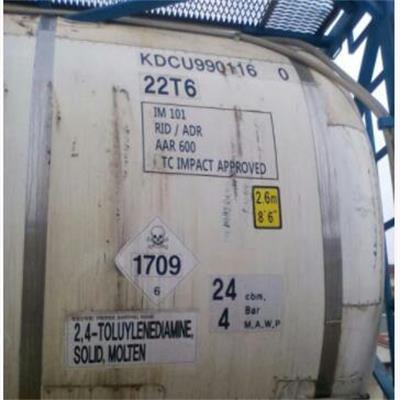 KDCU990116 0
22T6
IM 101
RID / ADR
AAR 600
TC IMPACT APPROVED
2.6m
8'6"
1709
6
24 cbm,
4 Bar
M,A,W,P
2,4-TOLUYLENEDIAMINE,
SOLID, MOLTEN